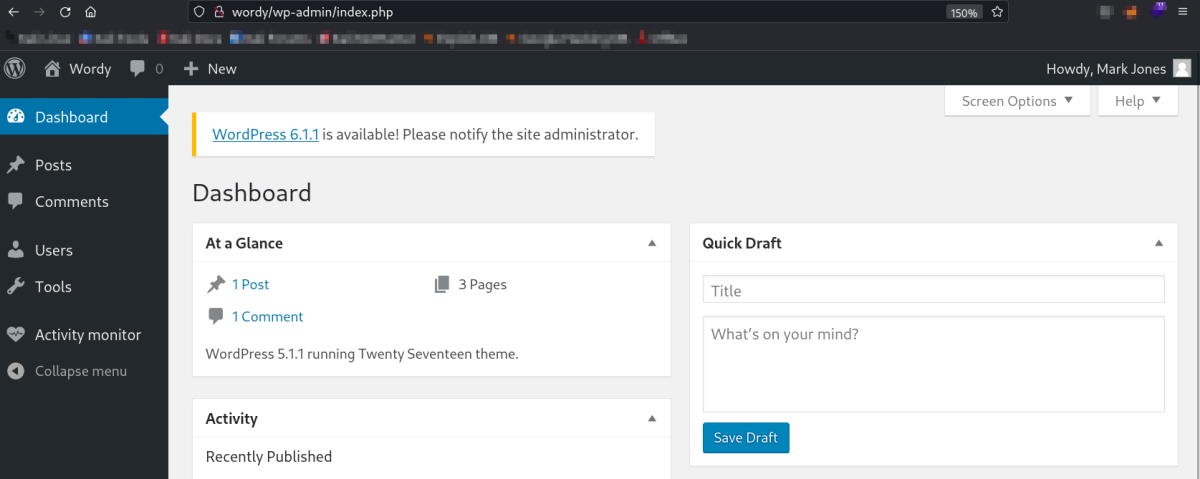 wordy/wp-admin/index.php
150%
Wordy
0
New
Howdy, Mark Jones
Dashboard
Posts
Comments
Users
Tools
Activity monitor
Collapse menu
Screen Options
Help
WordPress 6.1.1 is available! Please notify the site administrator.
Dashboard
At a Glance
1 Post
3 Pages
1 Comment
WordPress 5.1.1 running Twenty Seventeen theme.
Activity
Recently Published
Quick Draft
Title
What's on your mind?
Save Draft